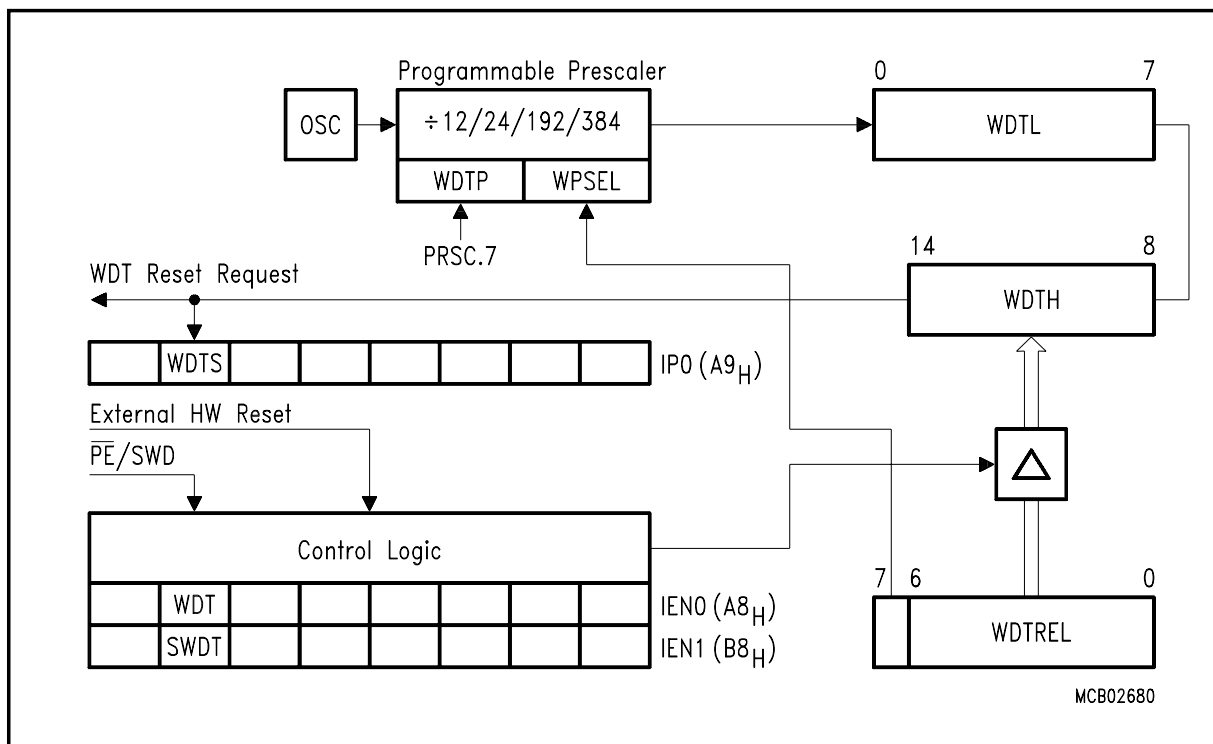 Programmable Prescaler
0 7
OSC
÷12/24/192/384
WDTL
WDTP WPSEL
PRSC.7
14 8
WDT Reset Request
WDTH
WDTS
IP0 (A9H)
External HW Reset
PE/SWD
Control Logic
7 6 0
WDT
IEN0 (A8H)
WDTREL
SWDT
IEN1 (B8H)
MCB02680